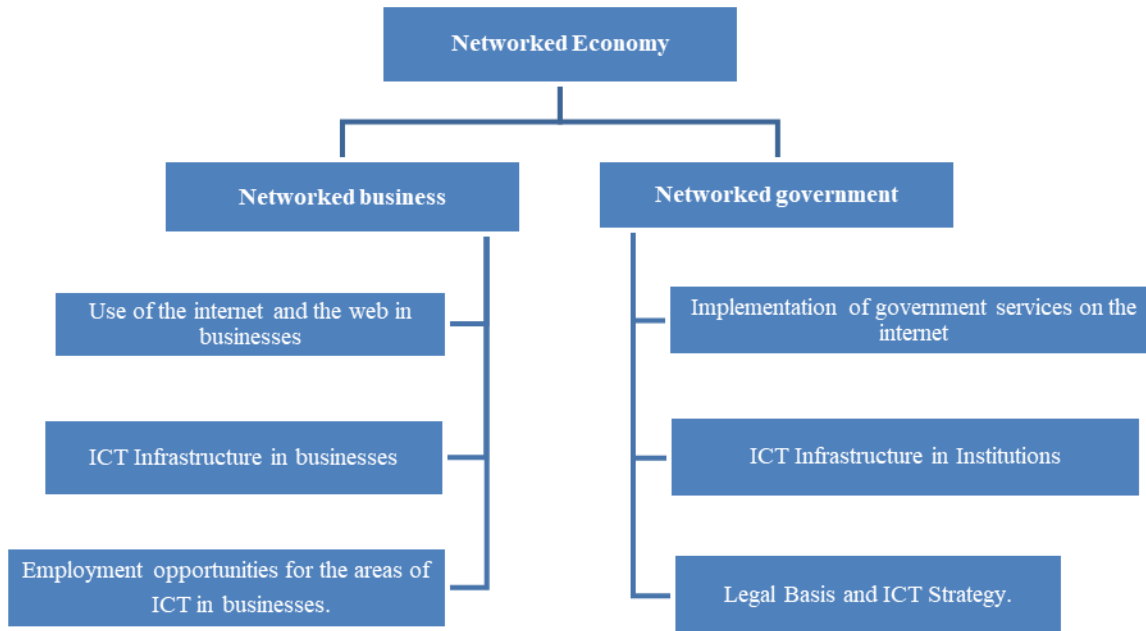 Networked Economy
Networked business
Networked government
Use of the internet and the web in
businesses
Implementation of government services on the
internet
ICT Infrastructure in businesses
ICT Infrastructure in Institutions
Employment opportunities for the areas of
ICT in businesses.
Legal Basis and ICT Strategy.